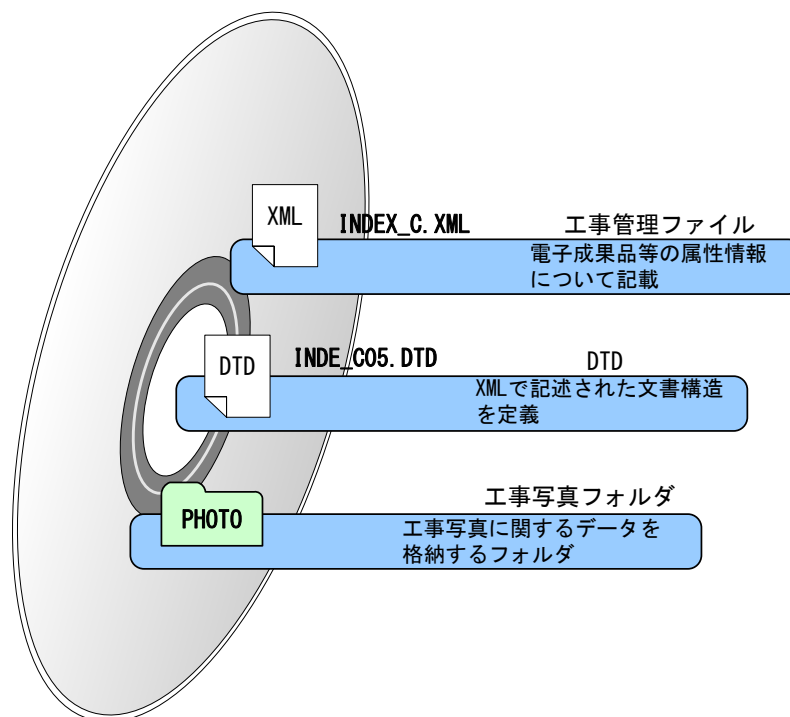 XML
INDEX_C.XML
工事管理ファイル
電子成果品等の属性情報
について記載
DTD
INDE_C05.DTD
DTD
XMLで記述された文書構造
を定義
PHOTO
工事写真フォルダ
工事写真に関するデータを
格納するフォルダ